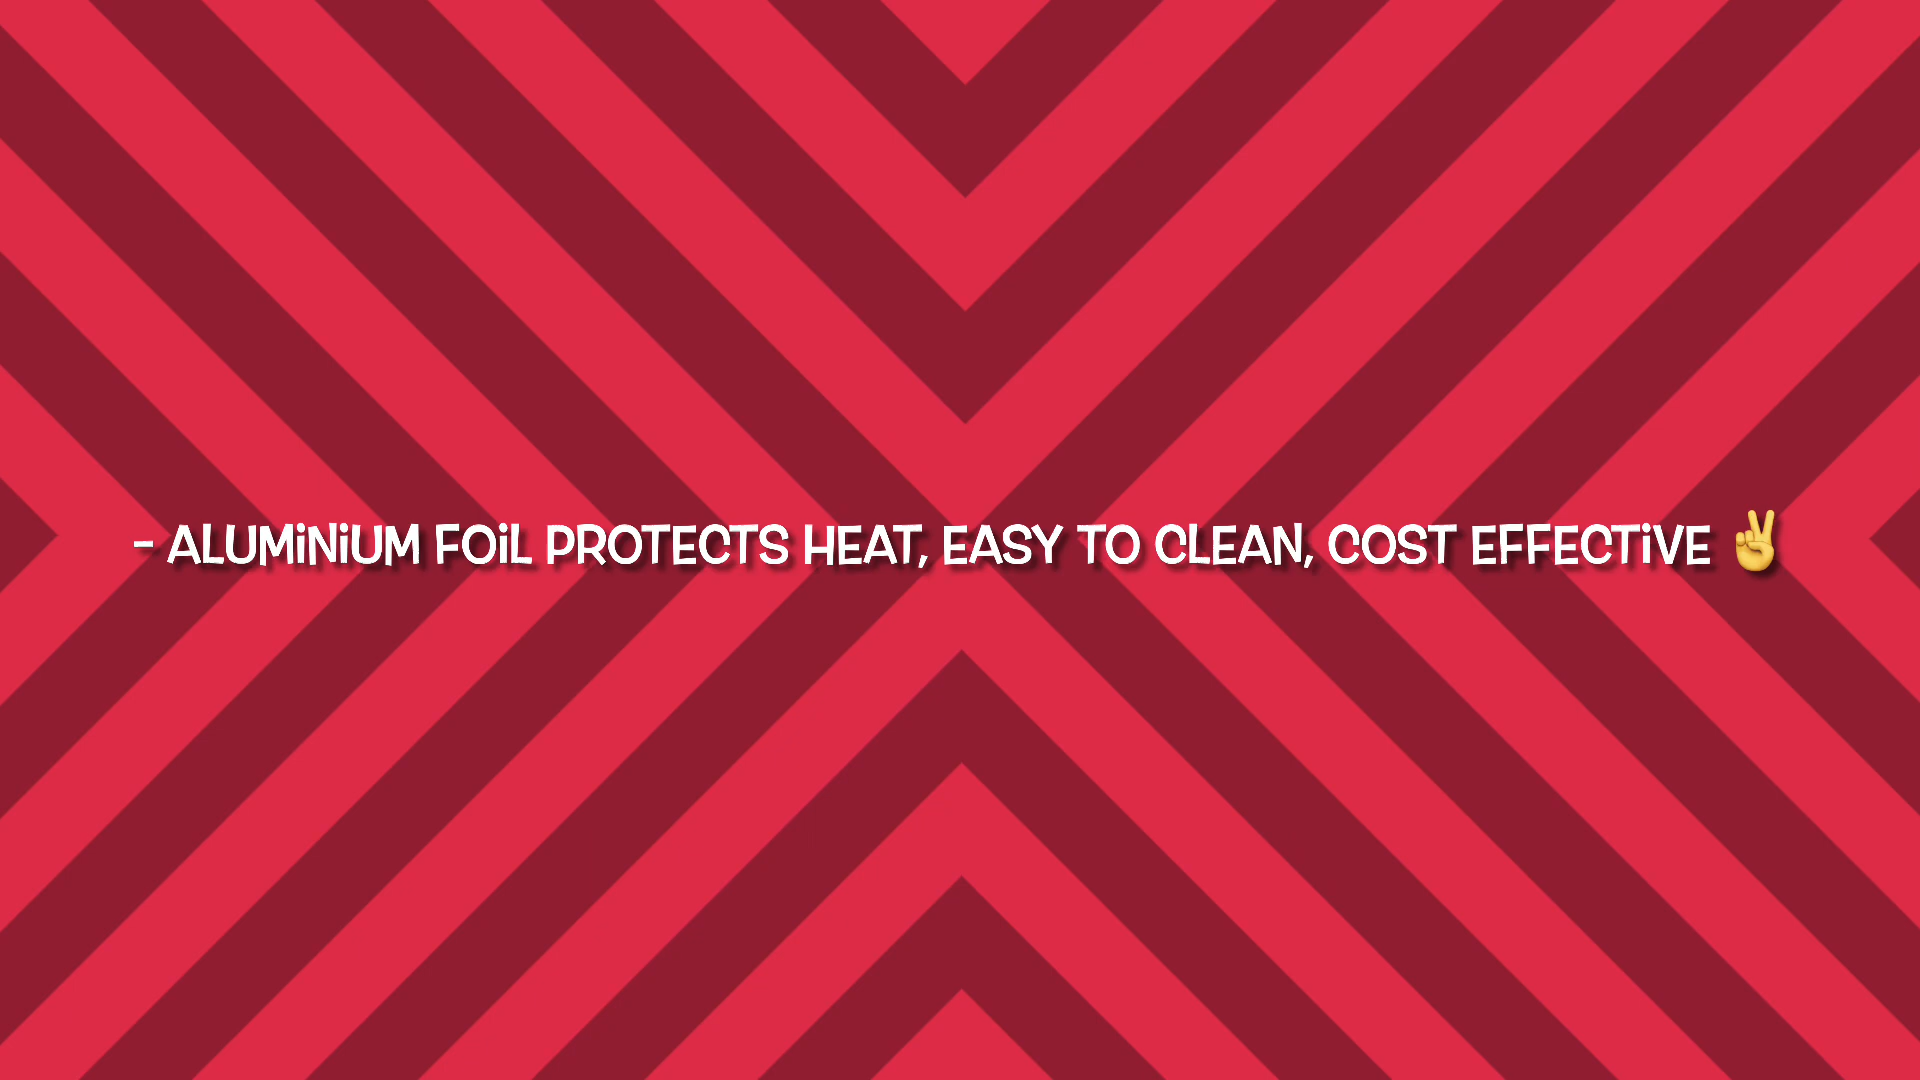 - ALUMiNiUM FOiL PROTECTS HEAT, EASY TO CLEAN, COST EFFECTiVE ✌️